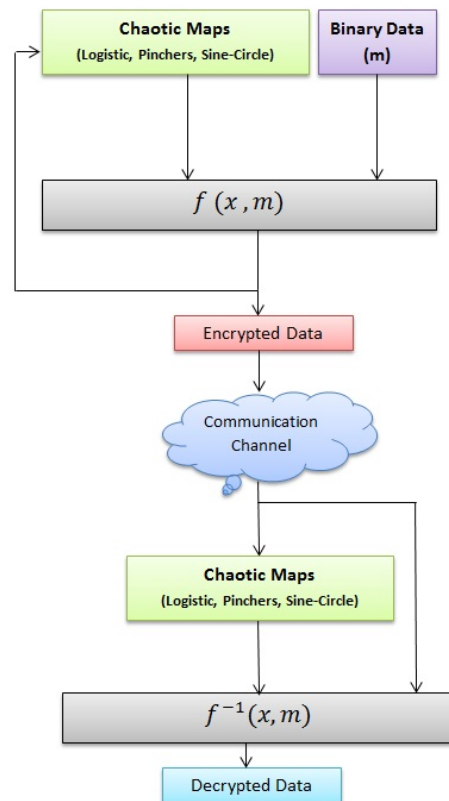 Chaotic Maps
(Logistic, Pinchers, Sine-Circle)
Binary Data
(m)
f (x , m)
Encrypted Data
Communication
Channel
Chaotic Maps
(Logistic, Pinchers, Sine-Circle)
f⁻¹(x, m)
Decrypted Data